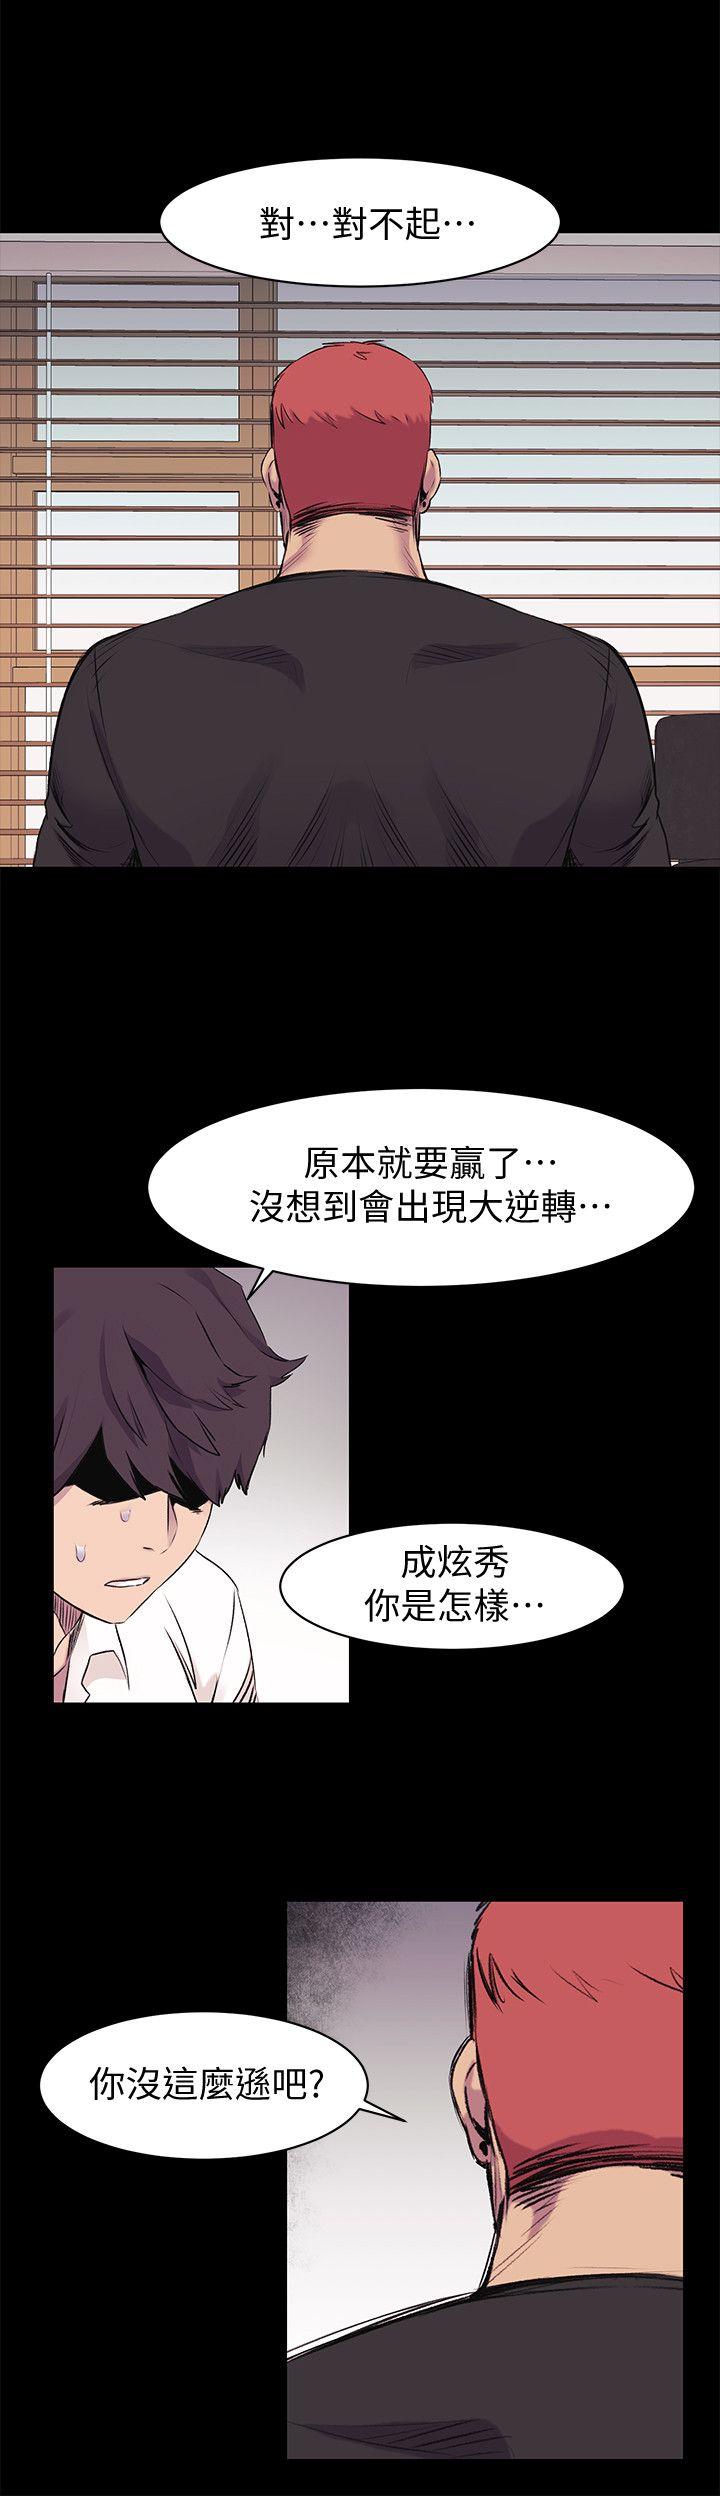 對⋯對不起⋯
原本就要贏了⋯
沒想到會出現大逆轉⋯
成炫秀
你是怎樣⋯
你沒這麼遜吧?